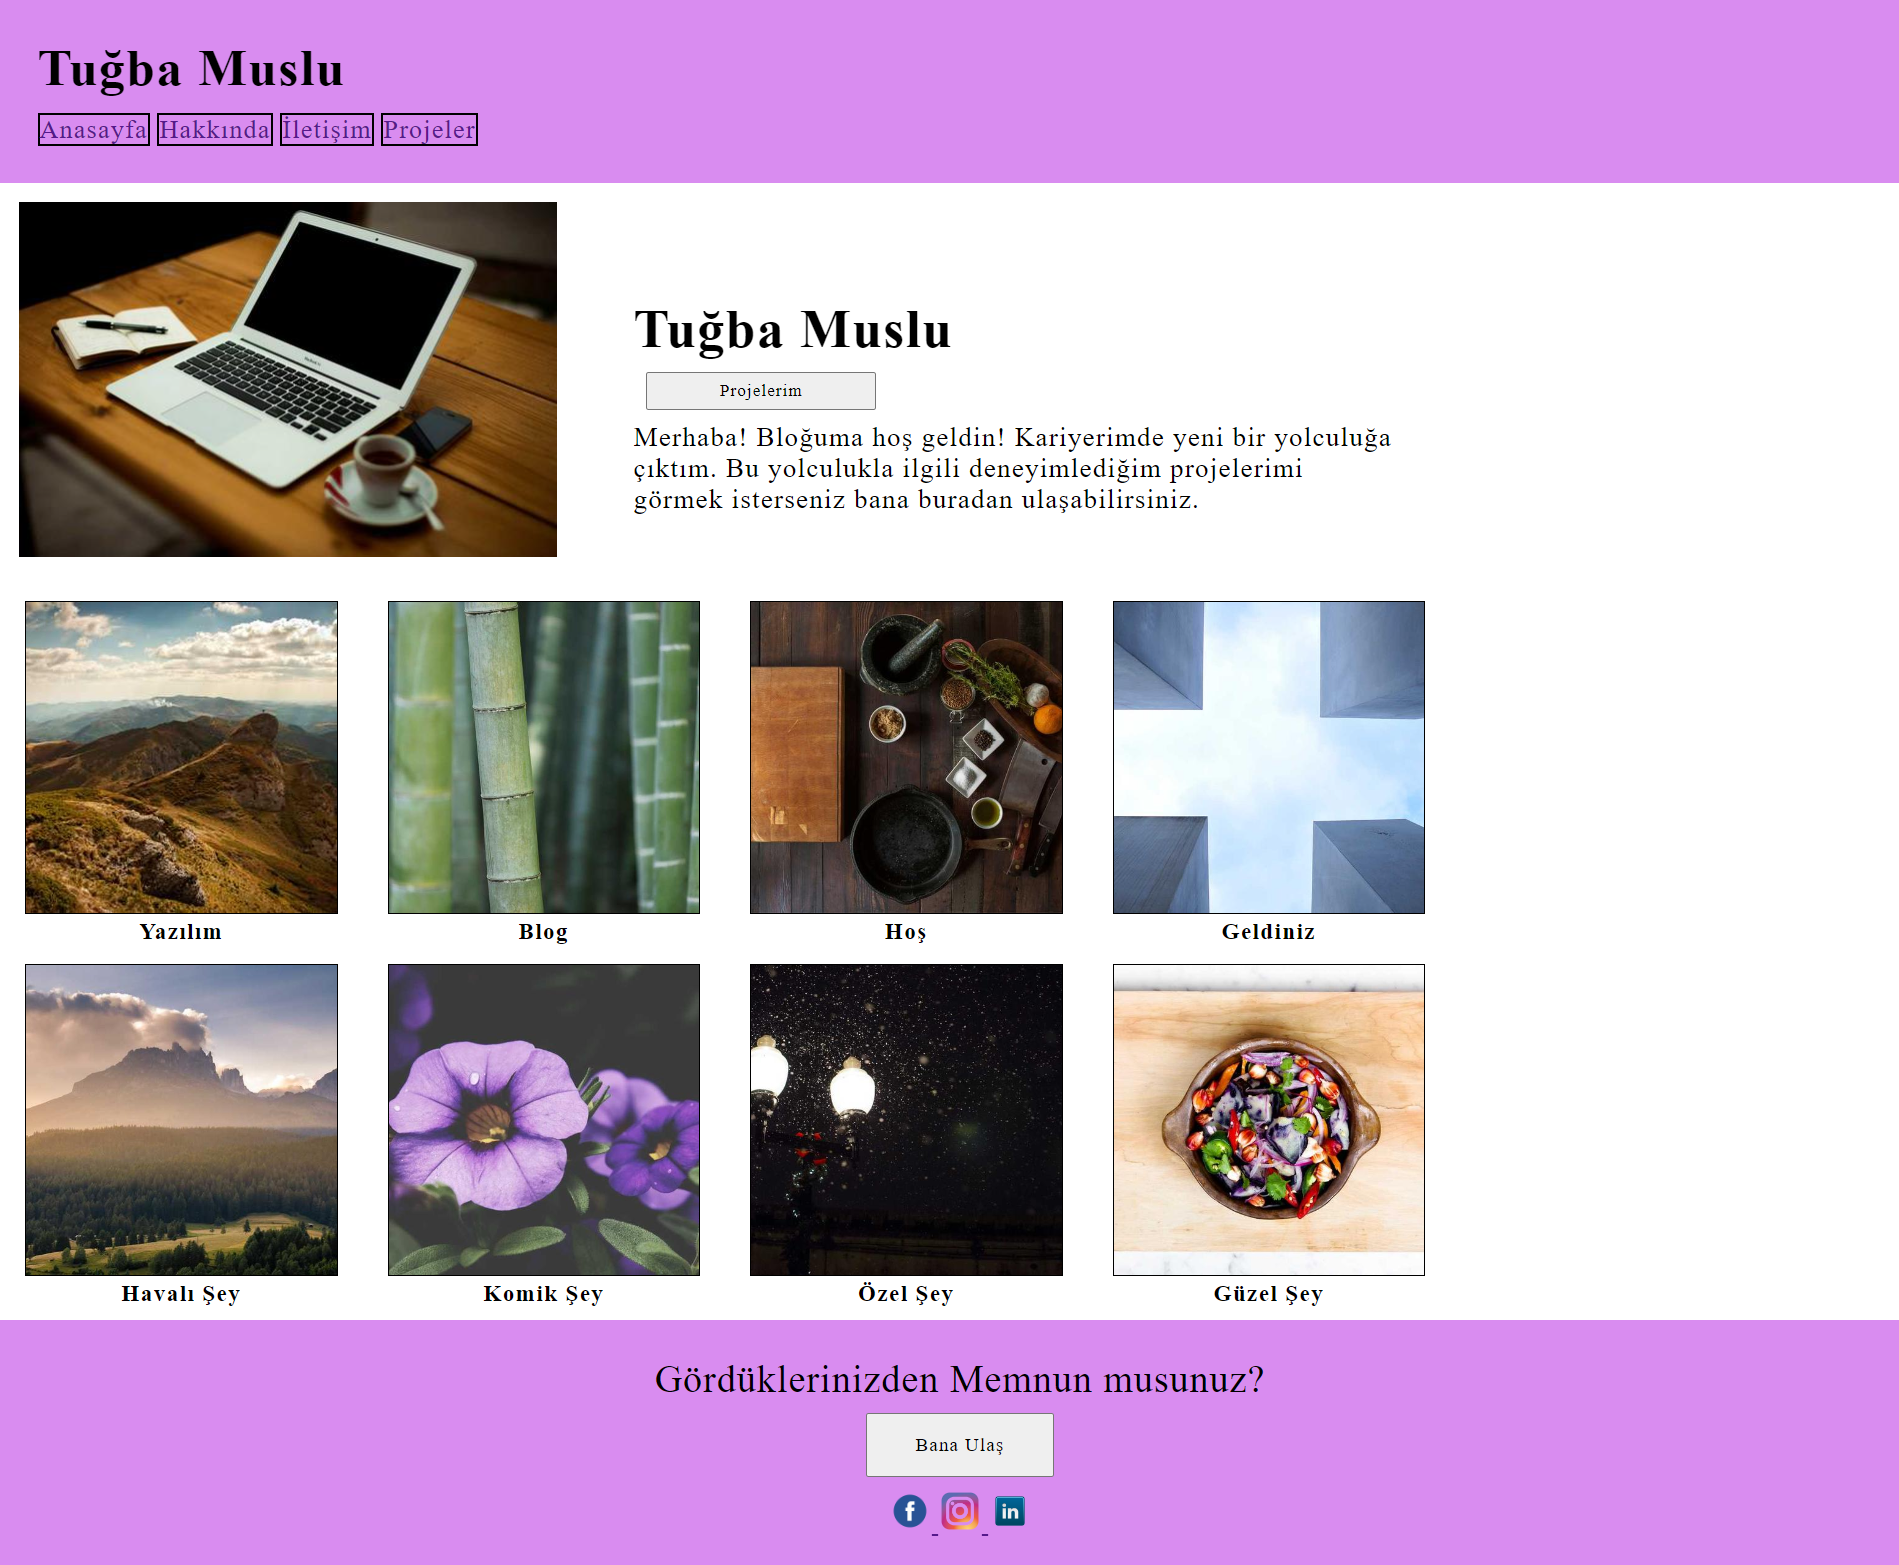 Tuğba Muslu
Anasayfa Hakkında İletişim Projeler
Tuğba Muslu
Projelerim
Merhaba! Bloğuma hoş geldin! Kariyerimde yeni bir yolculuğa
çıktım. Bu yolculukla ilgili deneyimlediğim projelerimi
görmek isterseniz bana buradan ulaşabilirsiniz.
Yazılım Blog Hoş Geldiniz
Havalı Şey Komik Şey Özel Şey Güzel Şey
Gördüklerinizden Memnun musunuz?
Bana Ulaş
f in